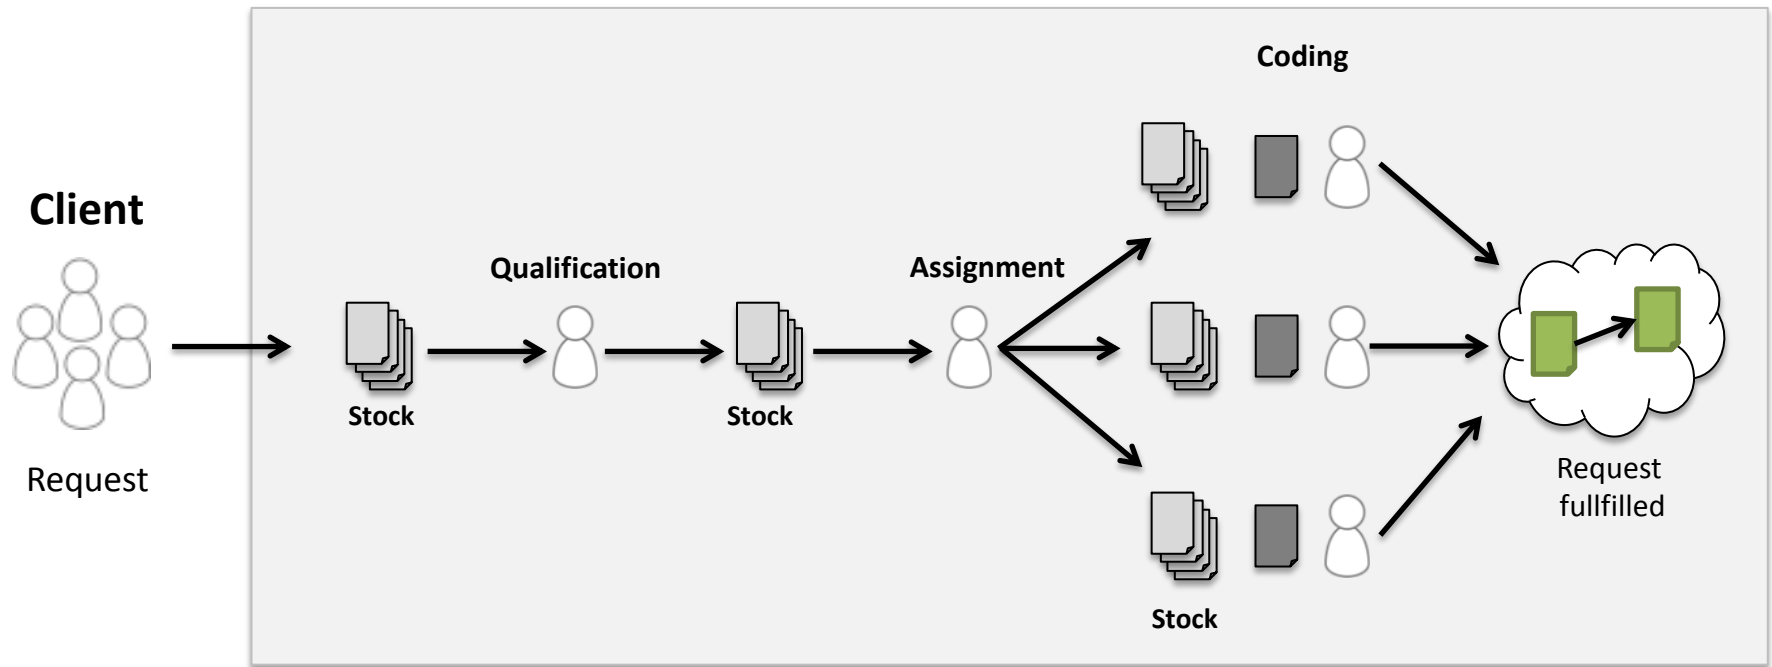 Client
Request
Stock
Qualification
Stock
Assignment
Coding
Stock
Request
fullfilled